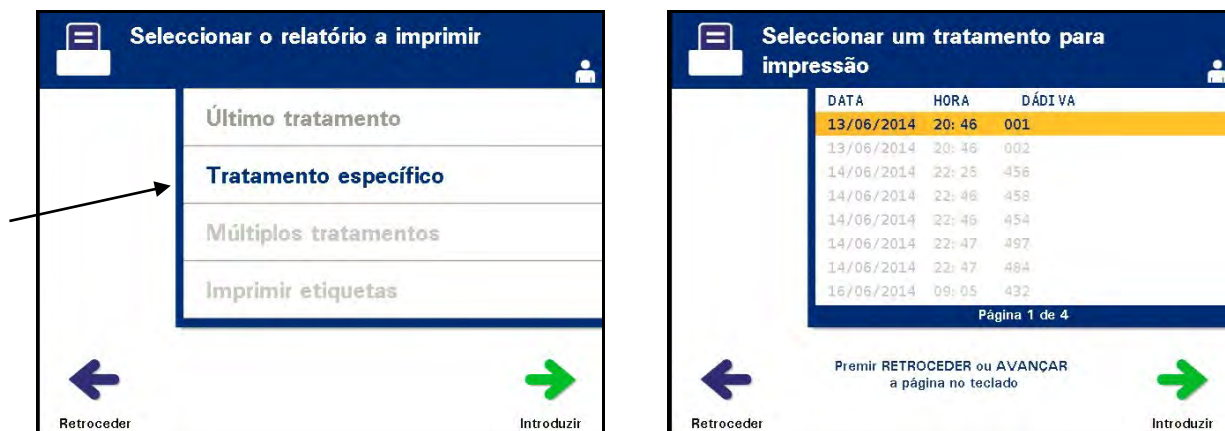 Seleccionar o relatório a imprimir
Último tratamento
Tratamento específico
Múltiplos tratamentos
Imprimir etiquetas
Retroceder
Introduzir
Seleccionar um tratamento para
impressão
DATA HORA DÁDIVA
13/06/2014 20:46 001
13/06/2014 20:46 002
14/06/2014 22:25 456
14/06/2014 22:46 458
14/06/2014 22:46 454
14/06/2014 22:47 497
14/06/2014 22:47 484
16/06/2014 09:05 432
Página 1 de 4
Premir RETROCEDER ou AVANÇAR
a página no teclado
Retroceder
Introduzir